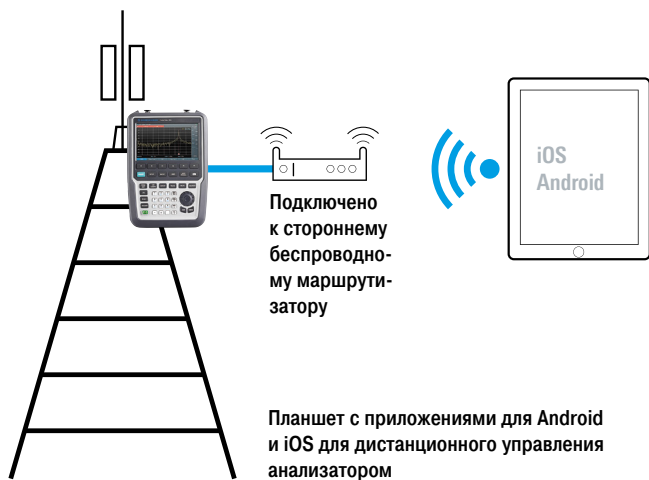 iOS
Android
Подключено
к стороннему
беспроводно-
му маршрути-
затору
Планшет с приложениями для Android
и iOS для дистанционного управления
анализатором